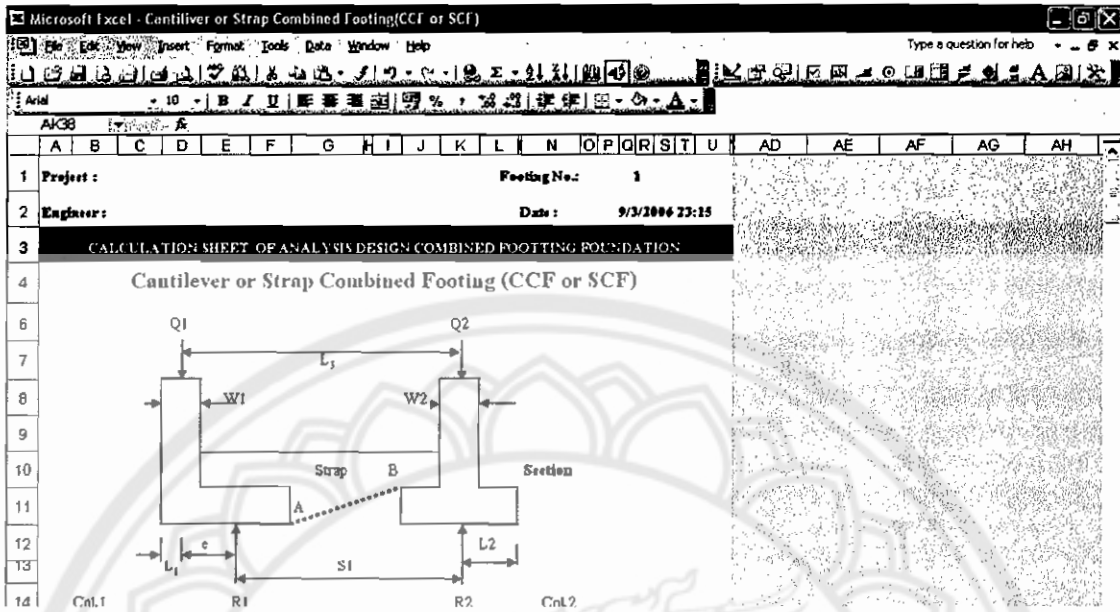 Microsoft Excel - Cantiliver or Strap Combined Footing(CCF or SCF)
File Edit View Insert Format Tools Data Window Help Type a question for help
Arial 10 B I U
AK38 fx
A B C D E F G H I J K L N O P Q R S T U AD AE AF AG AH
1 Project : Footing No.: 1
2 Engineer : Date : 9/3/2006 23:25
3 CALCULATION SHEET OF ANALYSIS DESIGN COMBINED FOOTTING FOUNDATION
4 Cantilever or Strap Combined Footing (CCF or SCF)
6 Q1 Q2
7 L3
8 W1 W2
9
10 Strap B Section
11 A
12 e L2
13 L1 S1
14 Col.1 R1 R2 Col.2